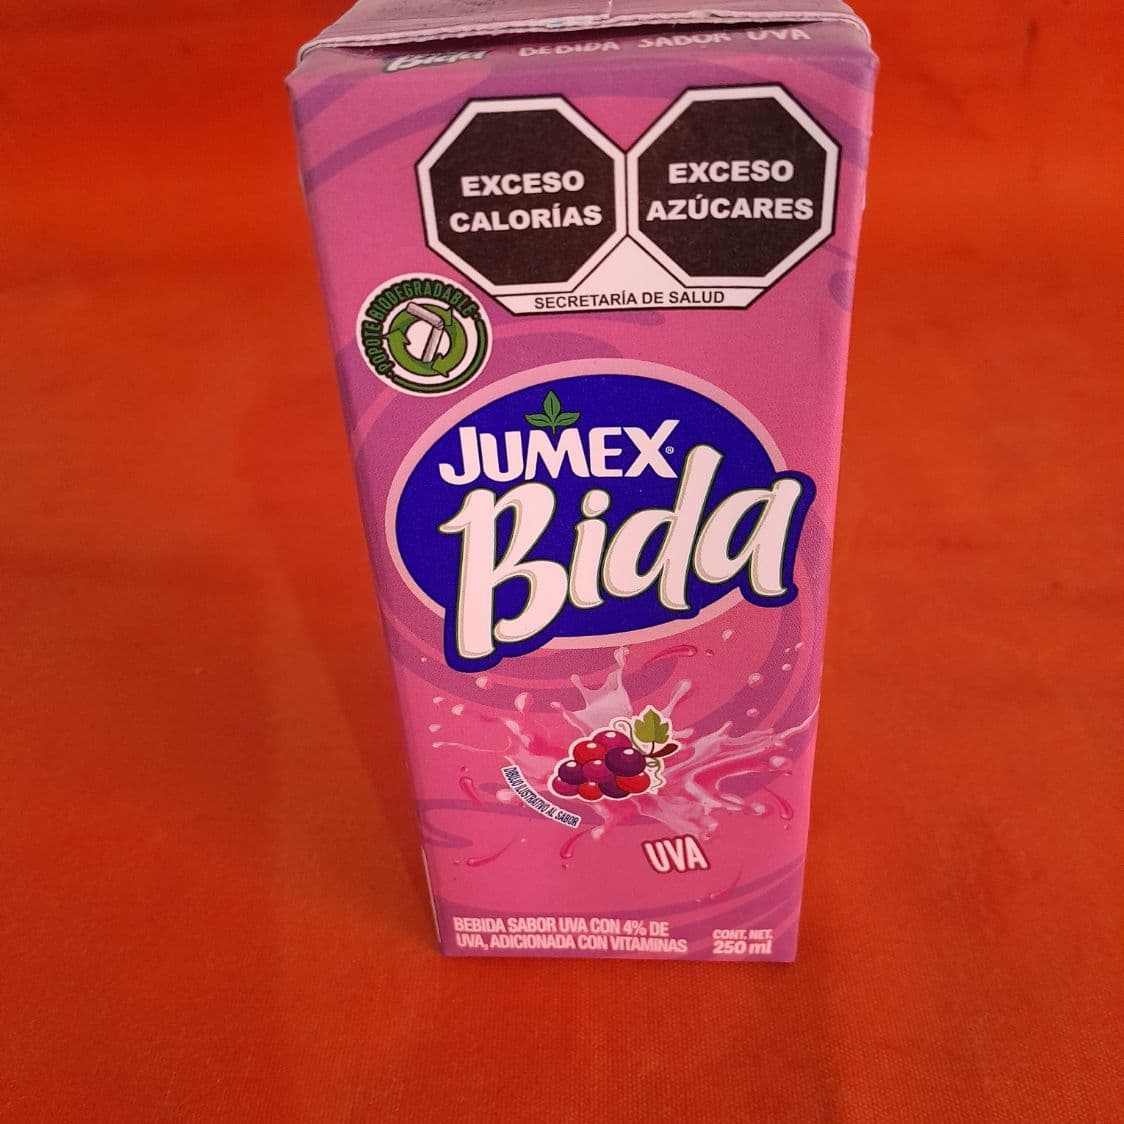 Bida BEBIDA SABOR UVA
EXCESO
CALORÍAS
EXCESO
AZÚCARES
SECRETARÍA DE SALUD
POPOTE BIODEGRADABLE
JUMEX®
Bida
DIBUJO ILUSTRATIVO AL SABOR
UVA
BEBIDA SABOR UVA CON 4% DE
UVA, ADICIONADA CON VITAMINAS
CONT. NET.
250 ml